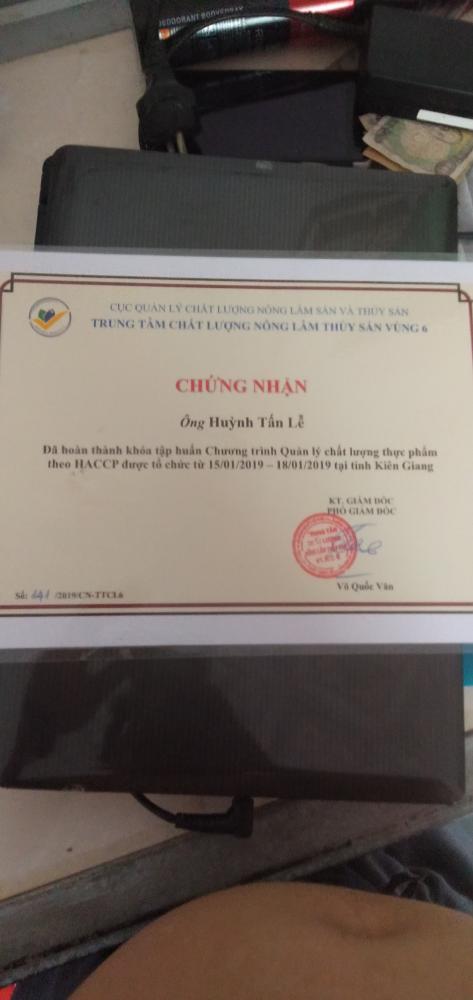 DEODORANT BODYSPRAY
CỤC QUẢN LÝ CHẤT LƯỢNG NÔNG LÂM SẢN VÀ THỦY SẢN
TRUNG TÂM CHẤT LƯỢNG NÔNG LÂM THỦY SẢN VÙNG 6
CHỨNG NHẬN
Ông Huỳnh Tấn Lễ
Đã hoàn thành khóa tập huấn Chương trình Quản lý chất lượng thực phẩm
theo HACCP được tổ chức từ 15/01/2019 – 18/01/2019 tại tỉnh Kiên Giang
KT. GIÁM ĐỐC
PHÓ GIÁM ĐỐC
TRUNG TÂM
Võ Quốc Văn
Số: 141 /2019/CN-TTCL6